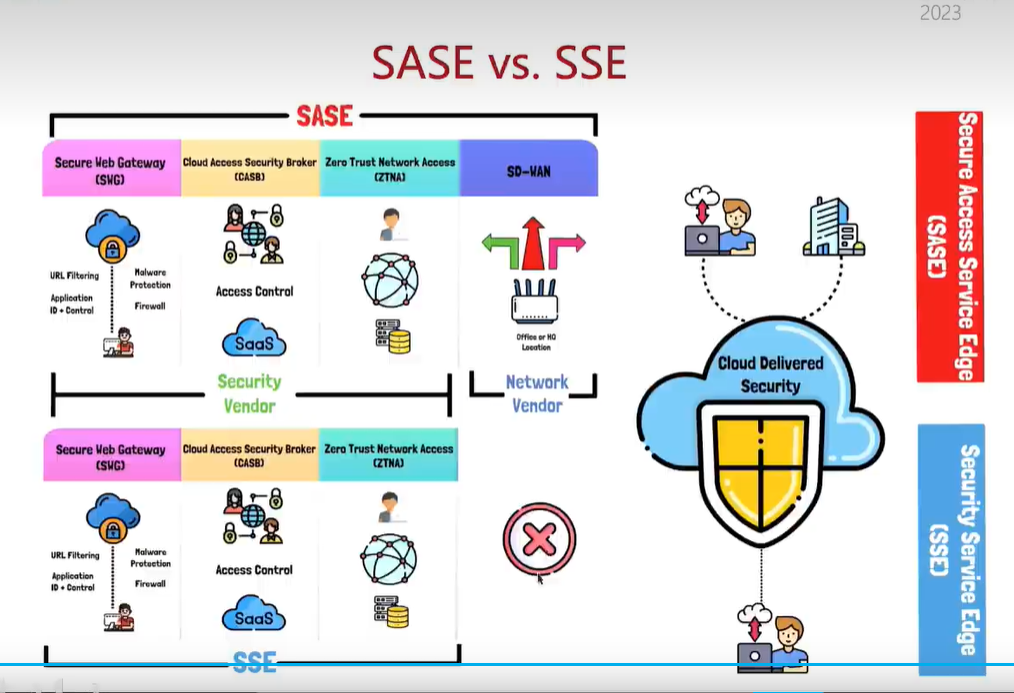 2023
SASE vs. SSE
SASE
Secure Web Gateway
(SWG)
Cloud Access Security Broker
(CASB)
Zero Trust Network Access
(ZTNA)
SD-WAN
URL Filtering
Application
ID + Control
Malware
Protection
Firewall
Access Control
SaaS
Office or HQ
Location
Security
Vendor
Network
Vendor
Secure Web Gateway
(SWG)
Cloud Access Security Broker
(CASB)
Zero Trust Network Access
(ZTNA)
URL Filtering
Application
ID + Control
Malware
Protection
Firewall
Access Control
SaaS
SSE
Cloud Delivered
Security
Secure Access Service Edge
(SASE)
Security Service Edge
(SSE)